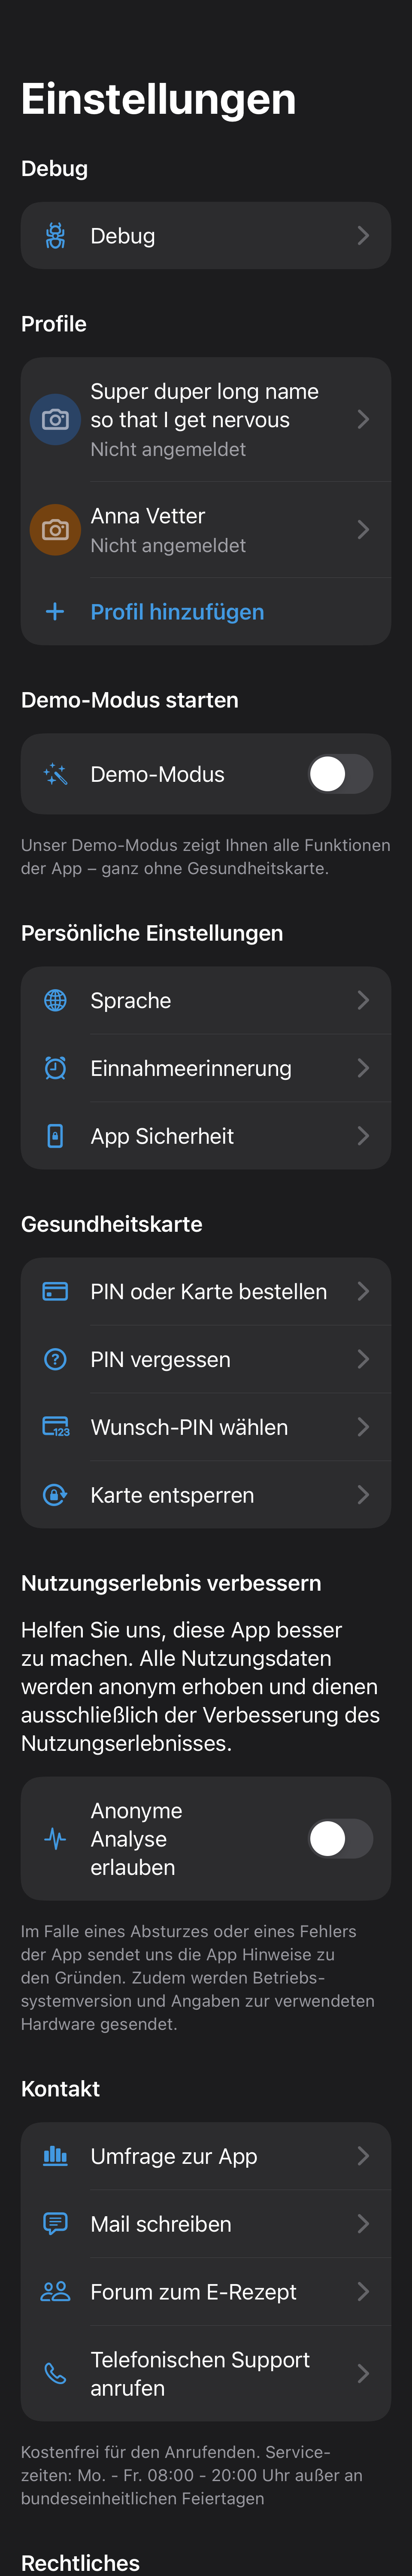 Einstellungen
Debug
Debug
Profile
Super duper long name
so that I get nervous
Nicht angemeldet
Anna Vetter
Nicht angemeldet
Profil hinzufügen
Demo-Modus starten
Demo-Modus
Unser Demo-Modus zeigt Ihnen alle Funktionen
der App – ganz ohne Gesundheitskarte.
Persönliche Einstellungen
Sprache
Einnahmeerinnerung
App Sicherheit
Gesundheitskarte
PIN oder Karte bestellen
PIN vergessen
123
Wunsch-PIN wählen
Karte entsperren
Nutzungserlebnis verbessern
Helfen Sie uns, diese App besser
zu machen. Alle Nutzungsdaten
werden anonym erhoben und dienen
ausschließlich der Verbesserung des
Nutzungserlebnisses.
Anonyme
Analyse
erlauben
Im Falle eines Absturzes oder eines Fehlers
der App sendet uns die App Hinweise zu
den Gründen. Zudem werden Betriebs-
systemversion und Angaben zur verwendeten
Hardware gesendet.
Kontakt
Umfrage zur App
Mail schreiben
Forum zum E-Rezept
Telefonischen Support
anrufen
Kostenfrei für den Anrufenden. Service-
zeiten: Mo. - Fr. 08:00 - 20:00 Uhr außer an
bundeseinheitlichen Feiertagen
Rechtliches